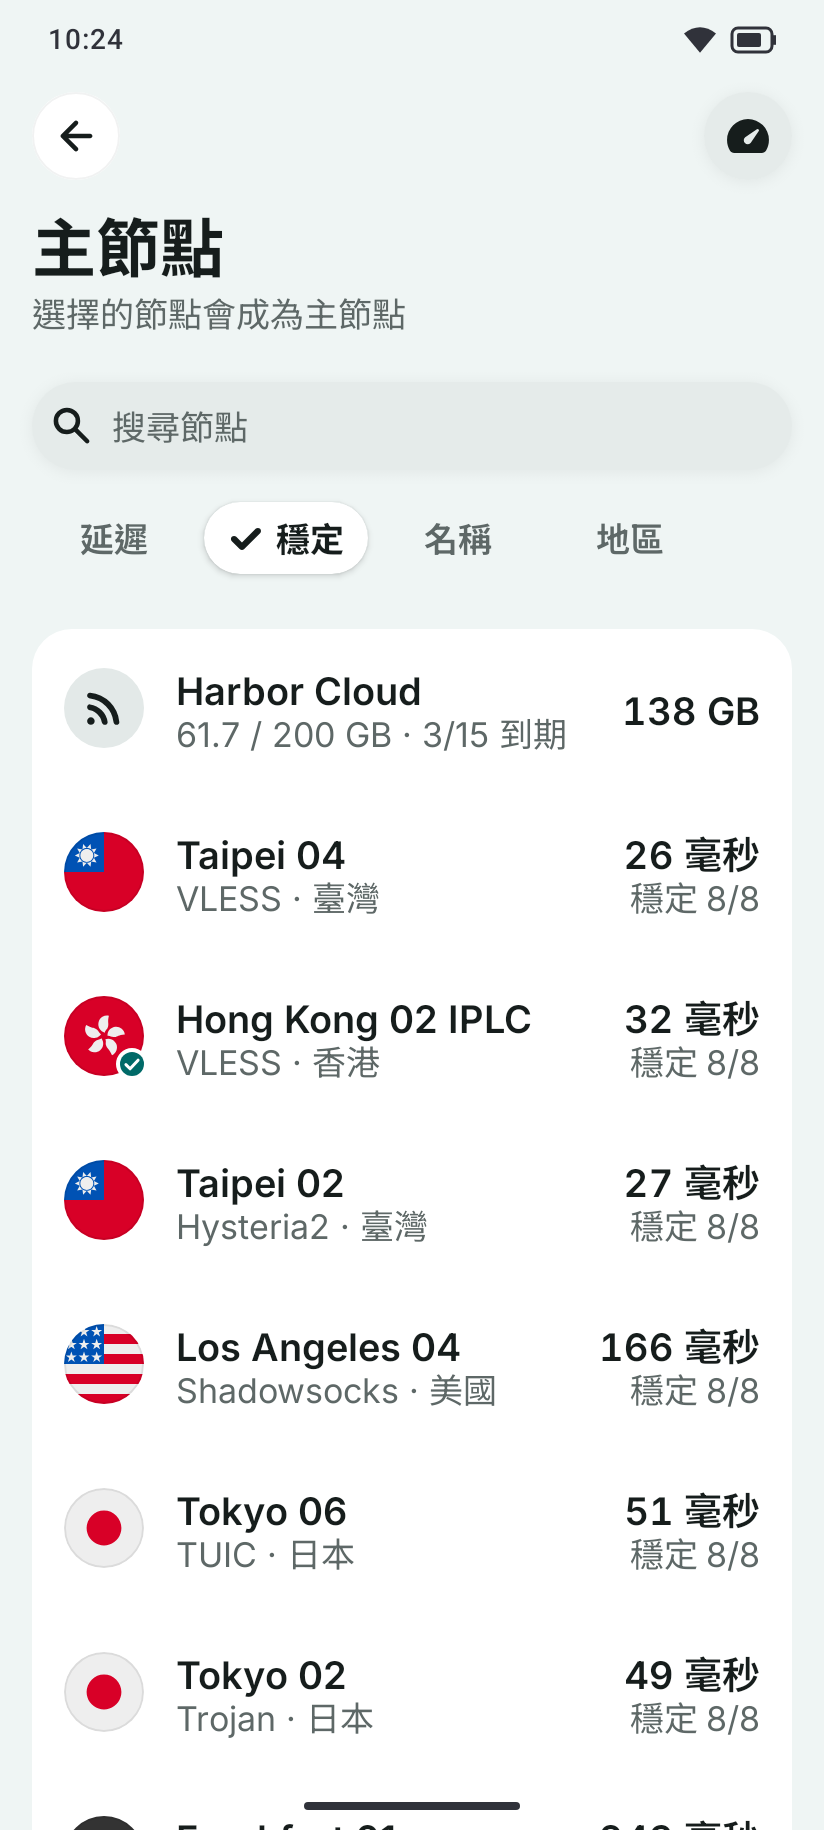 10:24
主節點
選擇的節點會成為主節點
搜尋節點
延遲
穩定
名稱
地區
Harbor Cloud
61.7 / 200 GB · 3/15 到期
138 GB
Taipei 04
VLESS · 臺灣
26 毫秒
穩定 8/8
Hong Kong 02 IPLC
VLESS · 香港
32 毫秒
穩定 8/8
Taipei 02
Hysteria2 · 臺灣
27 毫秒
穩定 8/8
Los Angeles 04
Shadowsocks · 美國
166 毫秒
穩定 8/8
Tokyo 06
TUIC · 日本
51 毫秒
穩定 8/8
Tokyo 02
Trojan · 日本
49 毫秒
穩定 8/8